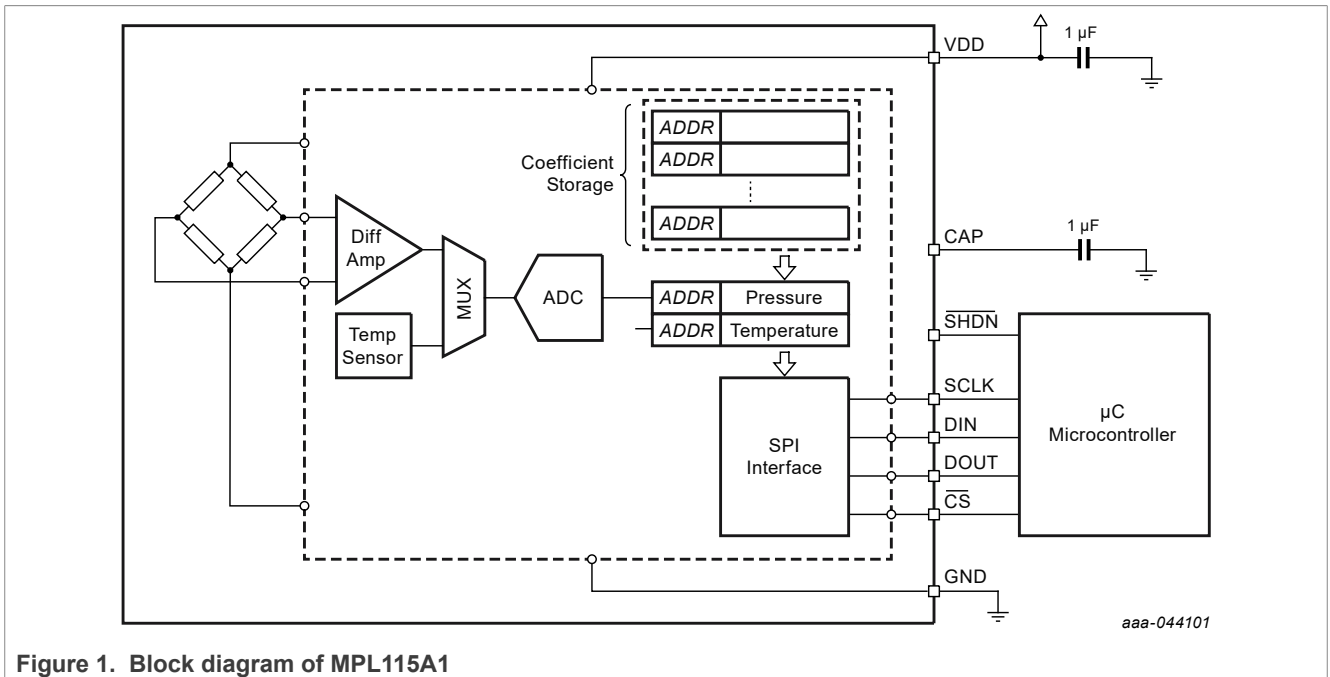 VDD
1 µF
ADDR
ADDR
Coefficient
Storage
ADDR
Diff
Amp
CAP
1 µF
MUX
ADC
ADDR Pressure
ADDR Temperature
Temp
Sensor
SHDN
SCLK
DIN
DOUT
CS
SPI
Interface
µC
Microcontroller
GND
aaa-044101
Figure 1. Block diagram of MPL115A1